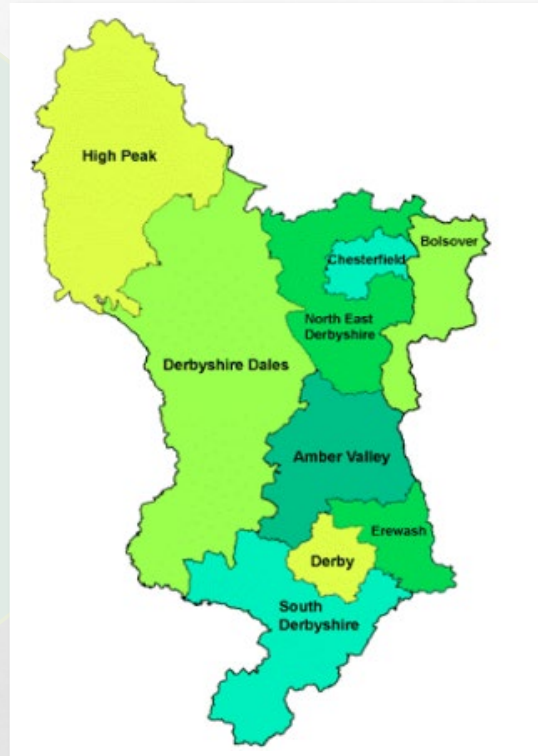 High Peak
Bolsover
Chesterfield
North East
Derbyshire
Derbyshire Dales
Amber Valley
Erewash
Derby
South
Derbyshire